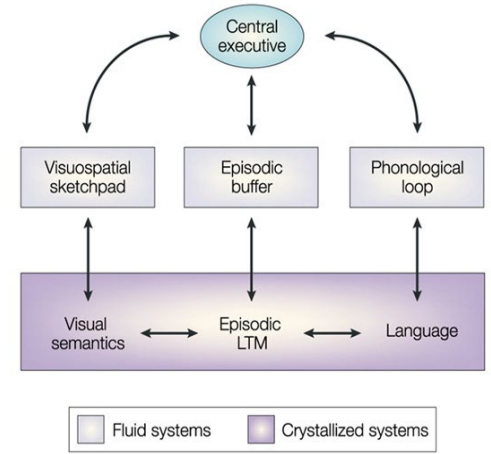 Central
executive
Visuospatial
sketchpad
Episodic
buffer
Phonological
loop
Visual
semantics
Episodic
LTM
Language
Fluid systems
Crystallized systems